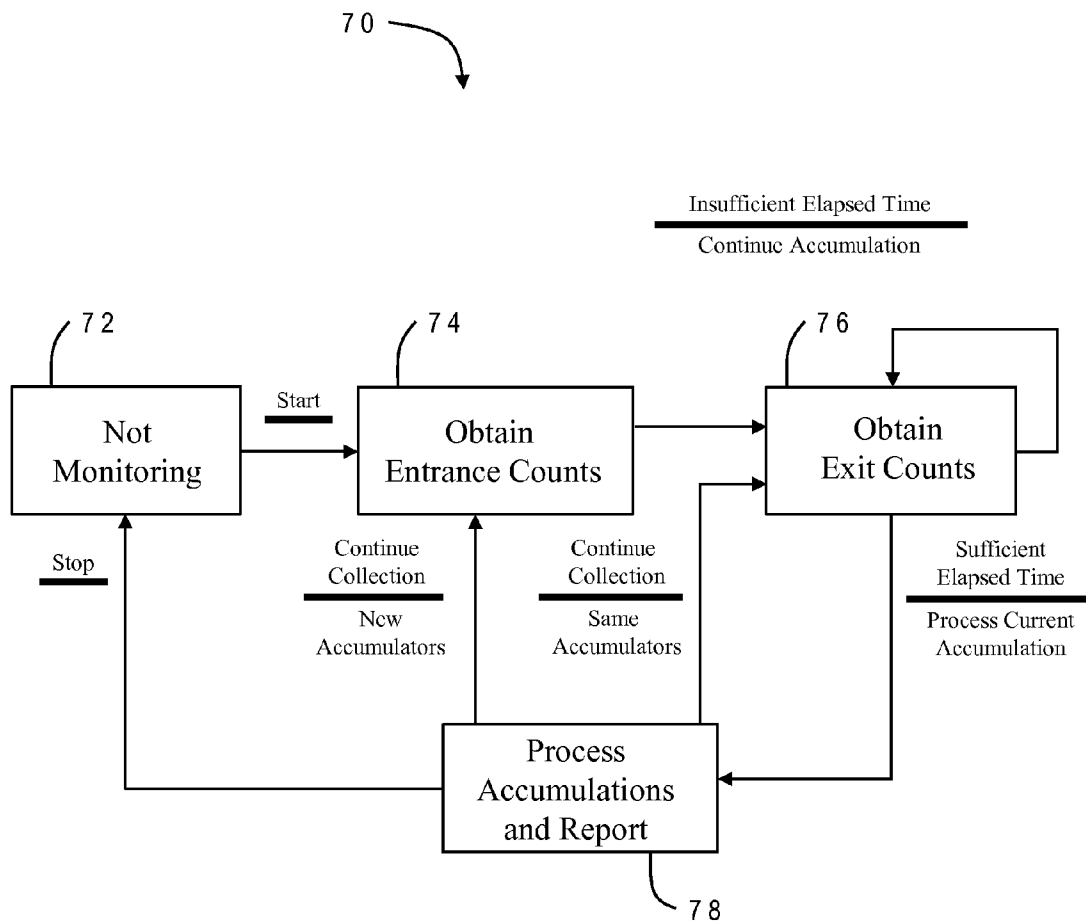 70
Insufficient Elapsed Time
Continue Accumulation
72
74
76
Not
Monitoring
Start
Obtain
Entrance Counts
Obtain
Exit Counts
Stop
Continue
Collection
New
Accumulators
Continue
Collection
Same
Accumulators
Sufficient
Elapsed Time
Process Current
Accumulation
Process
Accumulations
and Report
78